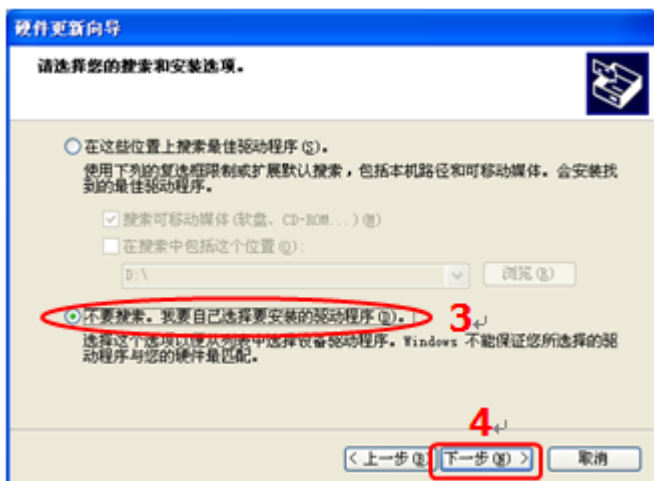 硬件更新向导
请选择您的搜索和安装选项。
在这些位置上搜索最佳驱动程序(S)。
使用下列的复选框限制或扩展默认搜索，包括本机路径和可移动媒体。会安装找
到的最佳驱动程序。
搜索可移动媒体(软盘、CD-ROM...)(M)
在搜索中包括这个位置(O):
D:\
浏览(R)
不要搜索。我要自己选择要安装的驱动程序(D)。
3
选择这个选项以便从列表中选择设备驱动程序。Windows 不能保证您所选择的驱
动程序与您的硬件最匹配。
4
< 上一步(B) 下一步(N) > 取消